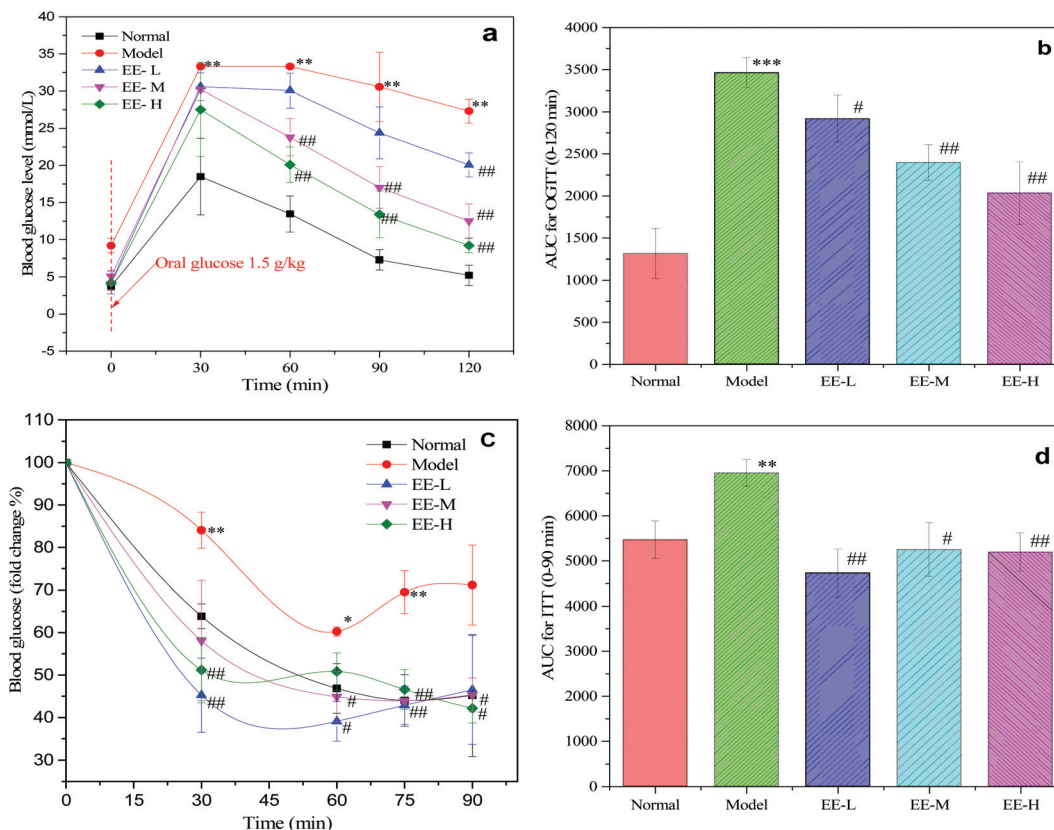 a
Normal
Model
EE- L
EE- M
EE- H
Blood glucose level (mmol/L)
40
35
30
25
20
15
10
5
0
-5
** ** ** **
##
## ##
## ##
## ##
Oral glucose 1.5 g/kg
0 30 60 90 120
Time (min)
b
AUC for OGTT (0-120 min)
4000
3500
3000
2500
2000
1500
1000
500
0
***
#
##
##
Normal Model EE-L EE-M EE-H
c
Normal
Model
EE-L
EE-M
EE-H
Blood glucose (fold change %)
110
100
90
80
70
60
50
40
30
**
*
**
##
##
#
#
##
##
#
#
0 15 30 45 60 75 90
Time (min)
d
AUC for ITT (0-90 min)
8000
7000
6000
5000
4000
3000
2000
1000
0
**
##
#
##
Normal Model EE-L EE-M EE-H